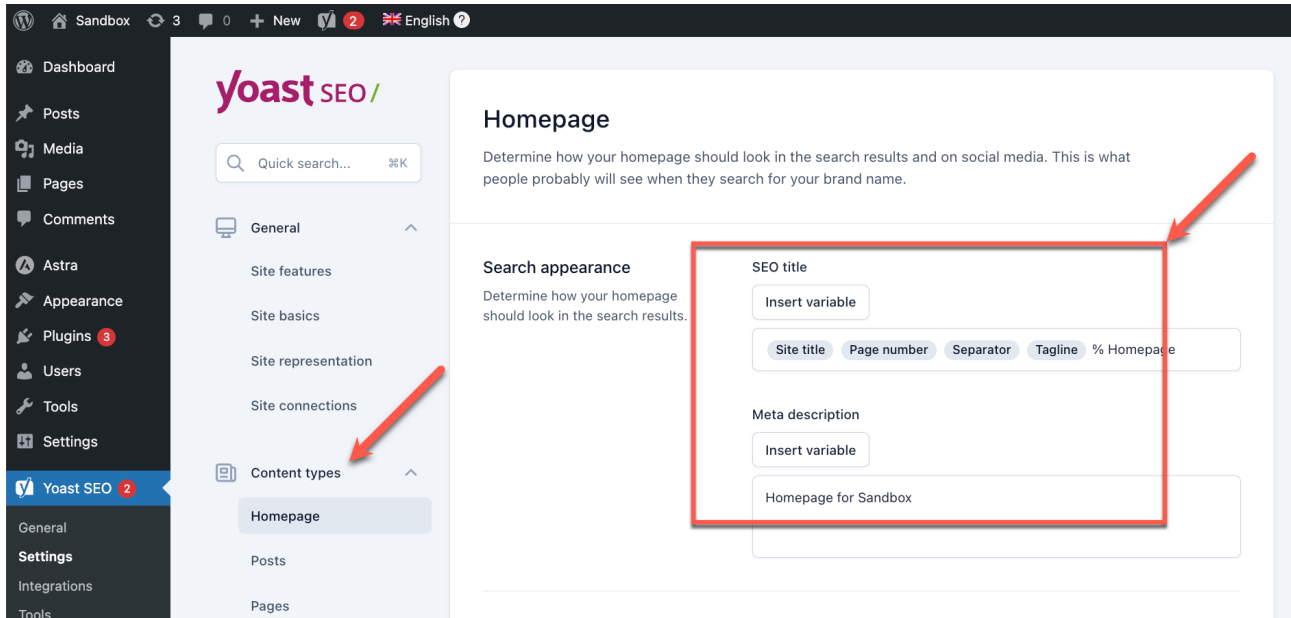 Sandbox 3 0 + New 2 English ?
Dashboard
Posts
Media
Pages
Comments
Astra
Appearance
Plugins 3
Users
Tools
Settings
Yoast SEO 2
General
Settings
Integrations
Tools
yoast SEO /
Quick search... ⌘K
General
Site features
Site basics
Site representation
Site connections
Content types
Homepage
Posts
Pages
Homepage
Determine how your homepage should look in the search results and on social media. This is what
people probably will see when they search for your brand name.
Search appearance
Determine how your homepage
should look in the search results.
SEO title
Insert variable
Site title Page number Separator Tagline % Homepage
Meta description
Insert variable
Homepage for Sandbox